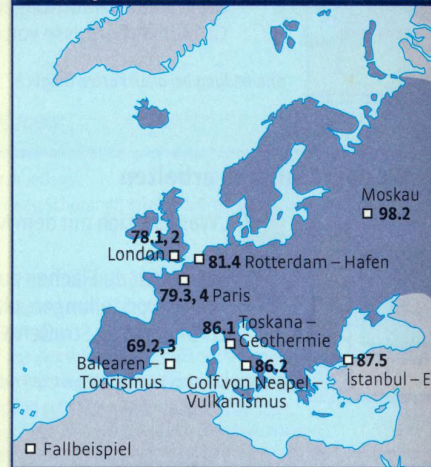 Moskau
98.2
78.1, 2
London
81.4 Rotterdam – Hafen
79.3, 4 Paris
86.1 Toskana –
Geothermie
69.2, 3
Balearen –
Tourismus
86.2
Golf von Neapel –
Vulkanismus
87.5
İstanbul – E
Fallbeispiel
arbeiten